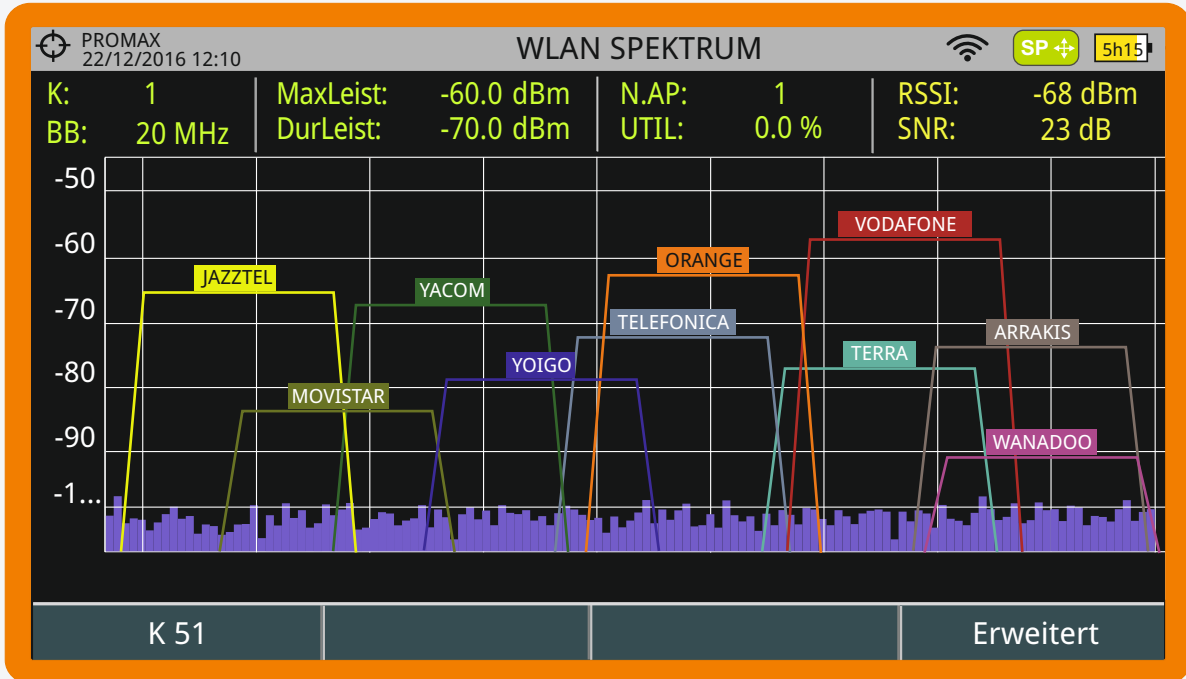 PROMAX
22/12/2016 12:10
WLAN SPEKTRUM
SP
5h15
K: 1
BB: 20 MHz
MaxLeist: -60.0 dBm
DurLeist: -70.0 dBm
N.AP: 1
UTIL: 0.0 %
RSSI: -68 dBm
SNR: 23 dB
-50
-60
-70
-80
-90
-1...
VODAFONE
ORANGE
JAZZTEL
YACOM
TELEFONICA
ARRAKIS
TERRA
YOIGO
MOVISTAR
WANADOO
K 51
Erweitert